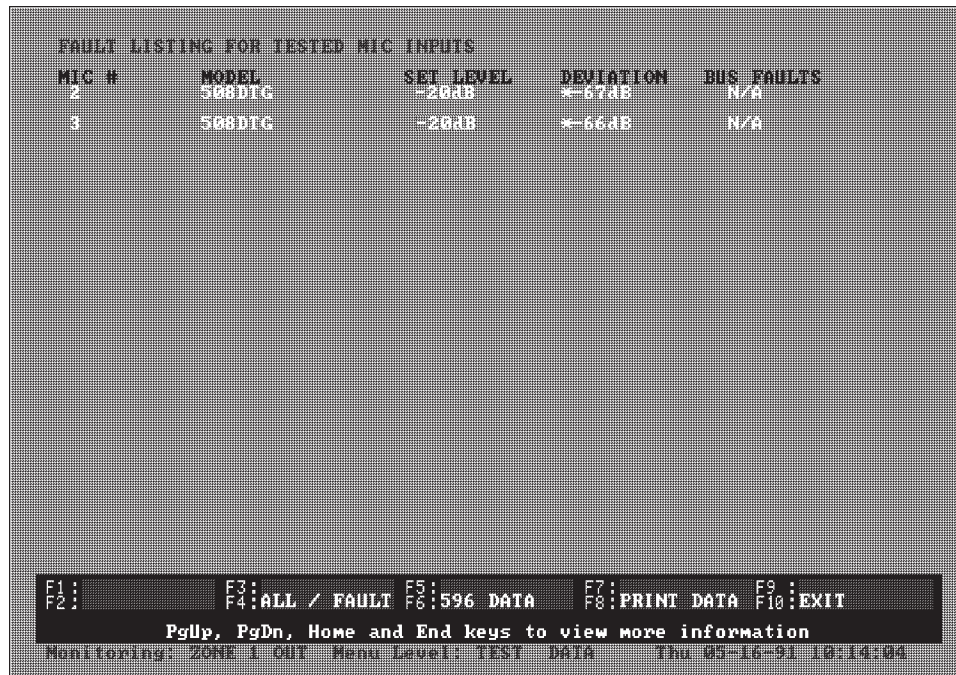 FAULT LISTING FOR TESTED MIC INPUTS
MIC # MODEL SET LEVEL DEVIATION BUS FAULTS
2 508DTG -20dB *-67dB N/A
3 508DTG -20dB *-66dB N/A
F1: F3: F5: F7: F9:
F2: F4:ALL / FAULT F6:596 DATA F8:PRINT DATA F10:EXIT
PgUp, PgDn, Home and End keys to view more information
Monitoring: ZONE 1 OUT Menu Level: TEST DATA Thu 05-16-91 10:14:04